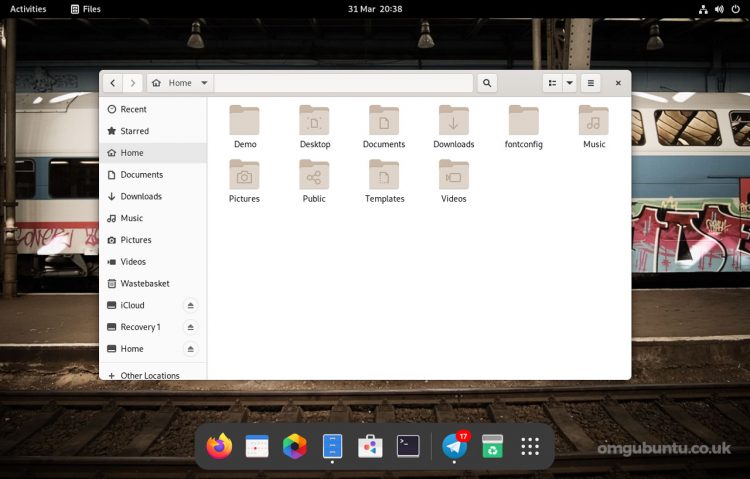 Activities Files 31 Mar 20:38
Home
Recent
Starred
Home
Documents
Downloads
Music
Pictures
Videos
Wastebasket
iCloud
Recovery 1
Home
+ Other Locations
Demo Desktop Documents Downloads fontconfig Music
Pictures Public Templates Videos
17
omgubuntu.co.uk